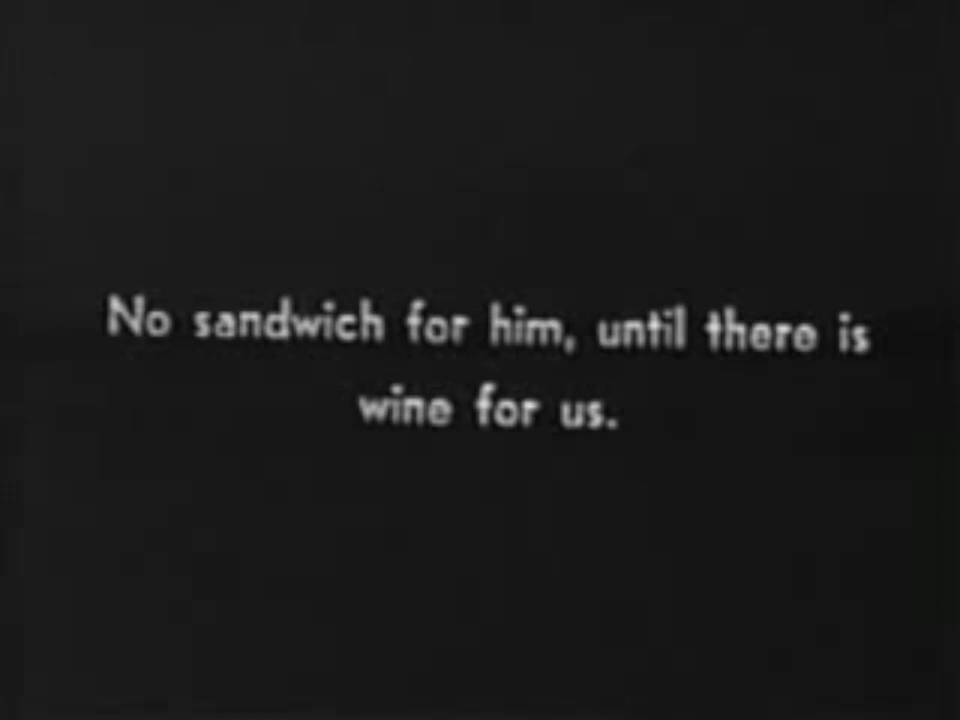 No sandwich for him, until there is
wine for us.